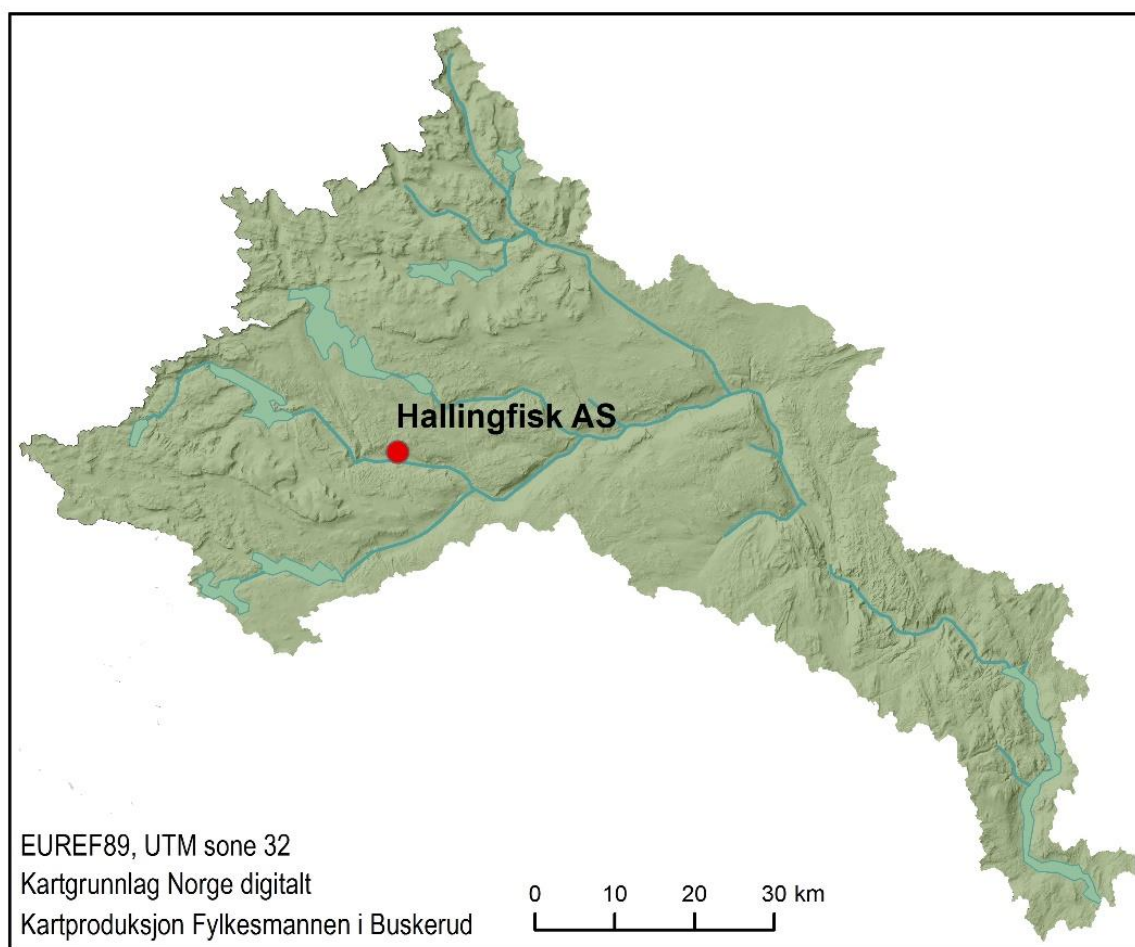 Hallingfisk AS
EUREF89, UTM sone 32
Kartgrunnlag Norge digitalt
Kartproduksjon Fylkesmannen i Buskerud
0 10 20 30 km